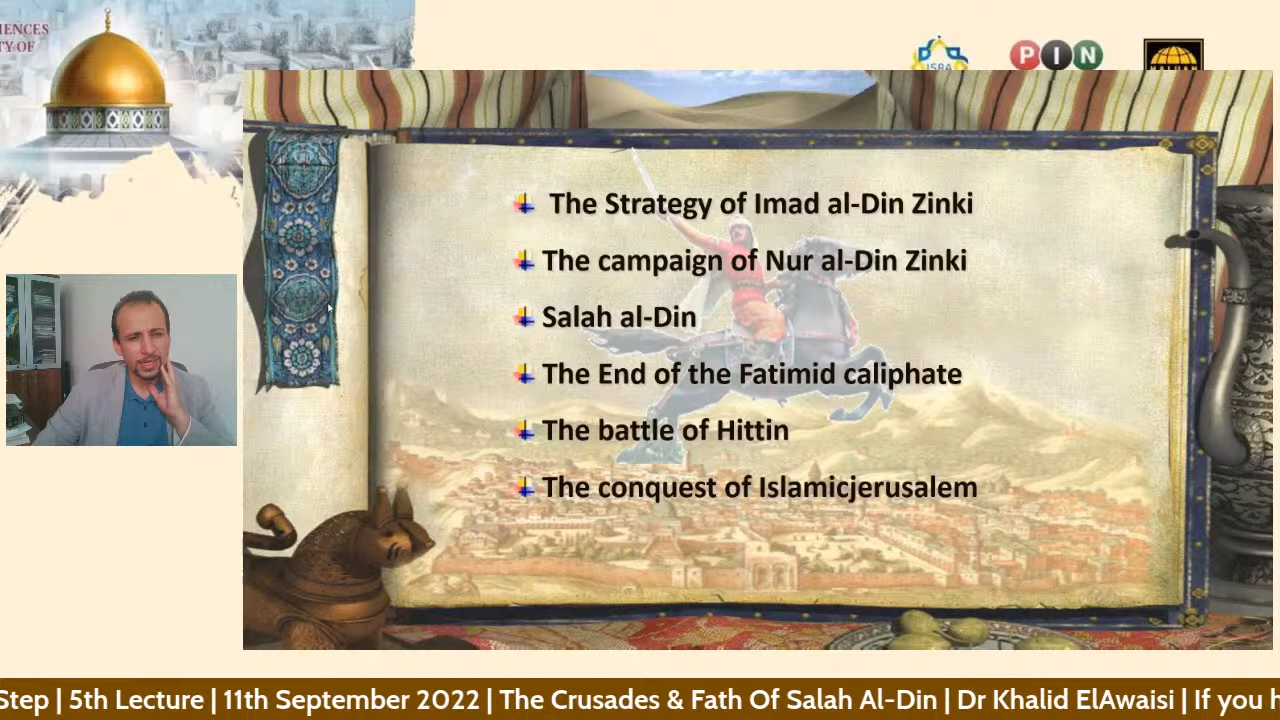 IENCES
TY OF
ISRA
P I N
The Strategy of Imad al-Din Zinki
The campaign of Nur al-Din Zinki
Salah al-Din
The End of the Fatimid caliphate
The battle of Hittin
The conquest of Islamicjerusalem
Step | 5th Lecture | 11th September 2022 | The Crusades & Fath Of Salah Al-Din | Dr Khalid ElAwaisi | If you h